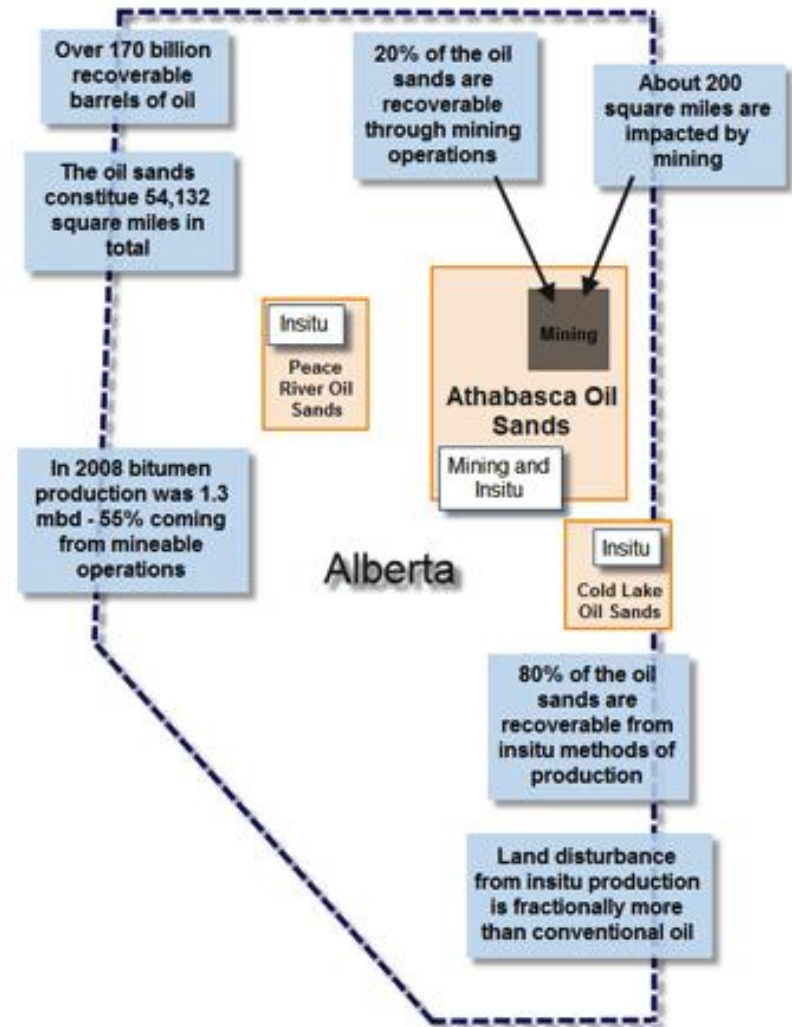 Over 170 billion
recoverable
barrels of oil
20% of the oil
sands are
recoverable
through mining
operations
About 200
square miles are
impacted by
mining
The oil sands
constitue 54,132
square miles in
total
Insitu
Peace
River Oil
Sands
Mining
Athabasca Oil
Sands
Mining and
Insitu
In 2008 bitumen
production was 1.3
mbd - 55% coming
from mineable
operations
Alberta
Insitu
Cold Lake
Oil Sands
80% of the oil
sands are
recoverable from
insitu methods of
production
Land disturbance
from insitu production
is fractionally more
than conventional oil